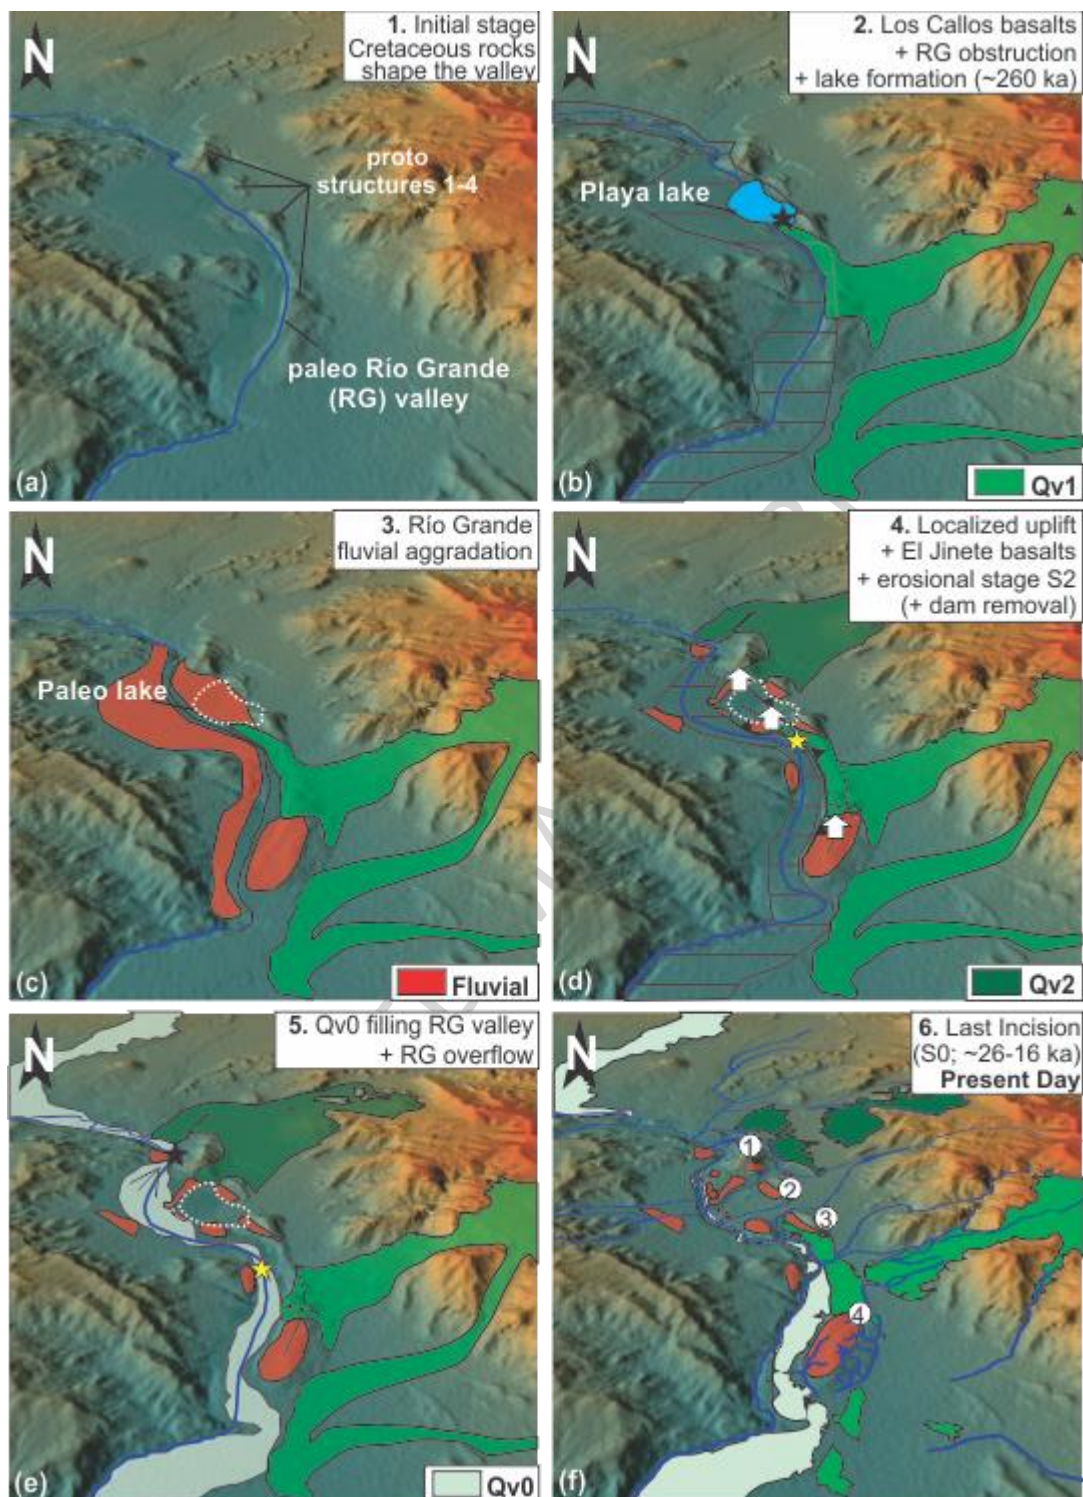 N
1. Initial stage
Cretaceous rocks
shape the valley
proto
structures 1-4
paleo Río Grande
(RG) valley
(a)
N
2. Los Callos basalts
+ RG obstruction
+ lake formation (~260 ka)
Playa lake
(b)
Qv1
N
3. Río Grande
fluvial aggradation
Paleo lake
(c)
Fluvial
N
4. Localized uplift
+ El Jinete basalts
+ erosional stage S2
(+ dam removal)
(d)
Qv2
N
5. Qv0 filling RG valley
+ RG overflow
(e)
Qv0
N
6. Last Incision
(S0; ~26-16 ka)
Present Day
1
2
3
4
(f)